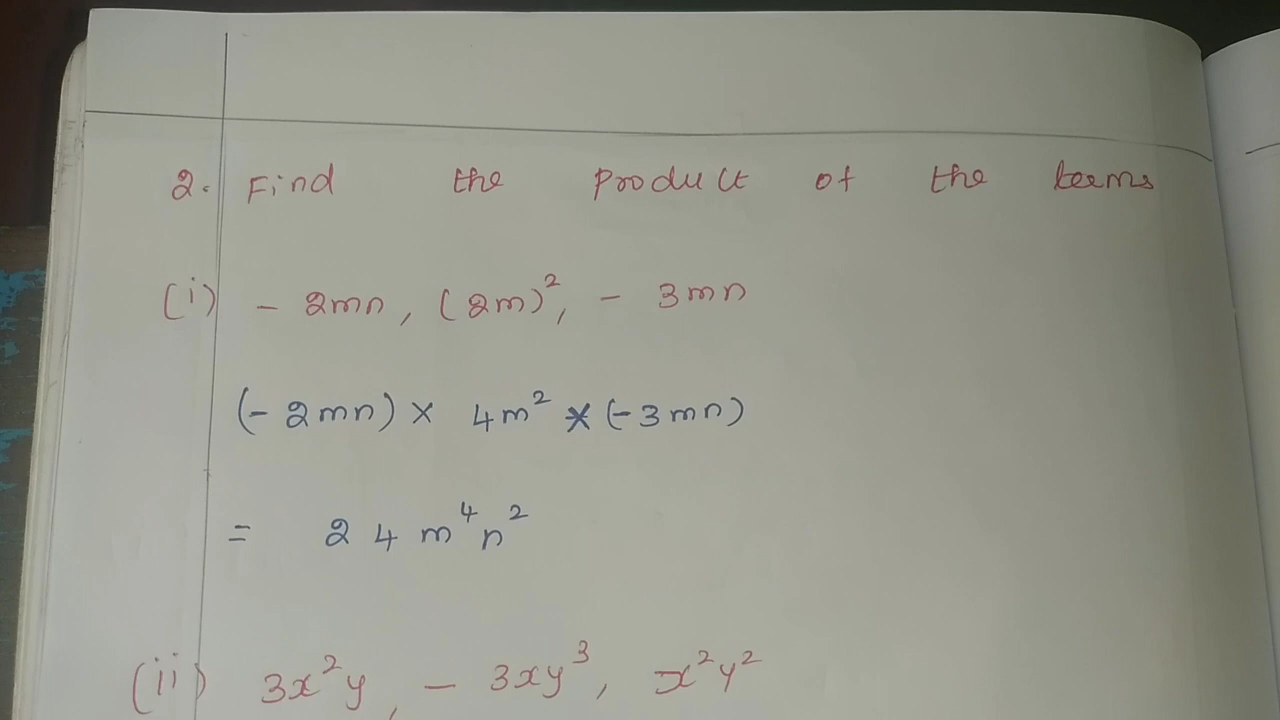 2. Find the product of the terms
(i) - 2mn, (2m)², - 3mn
(- 2mn) × 4m² × (-3mn)
= 24 m⁴n²
(ii) 3x²y, - 3xy³, x²y²